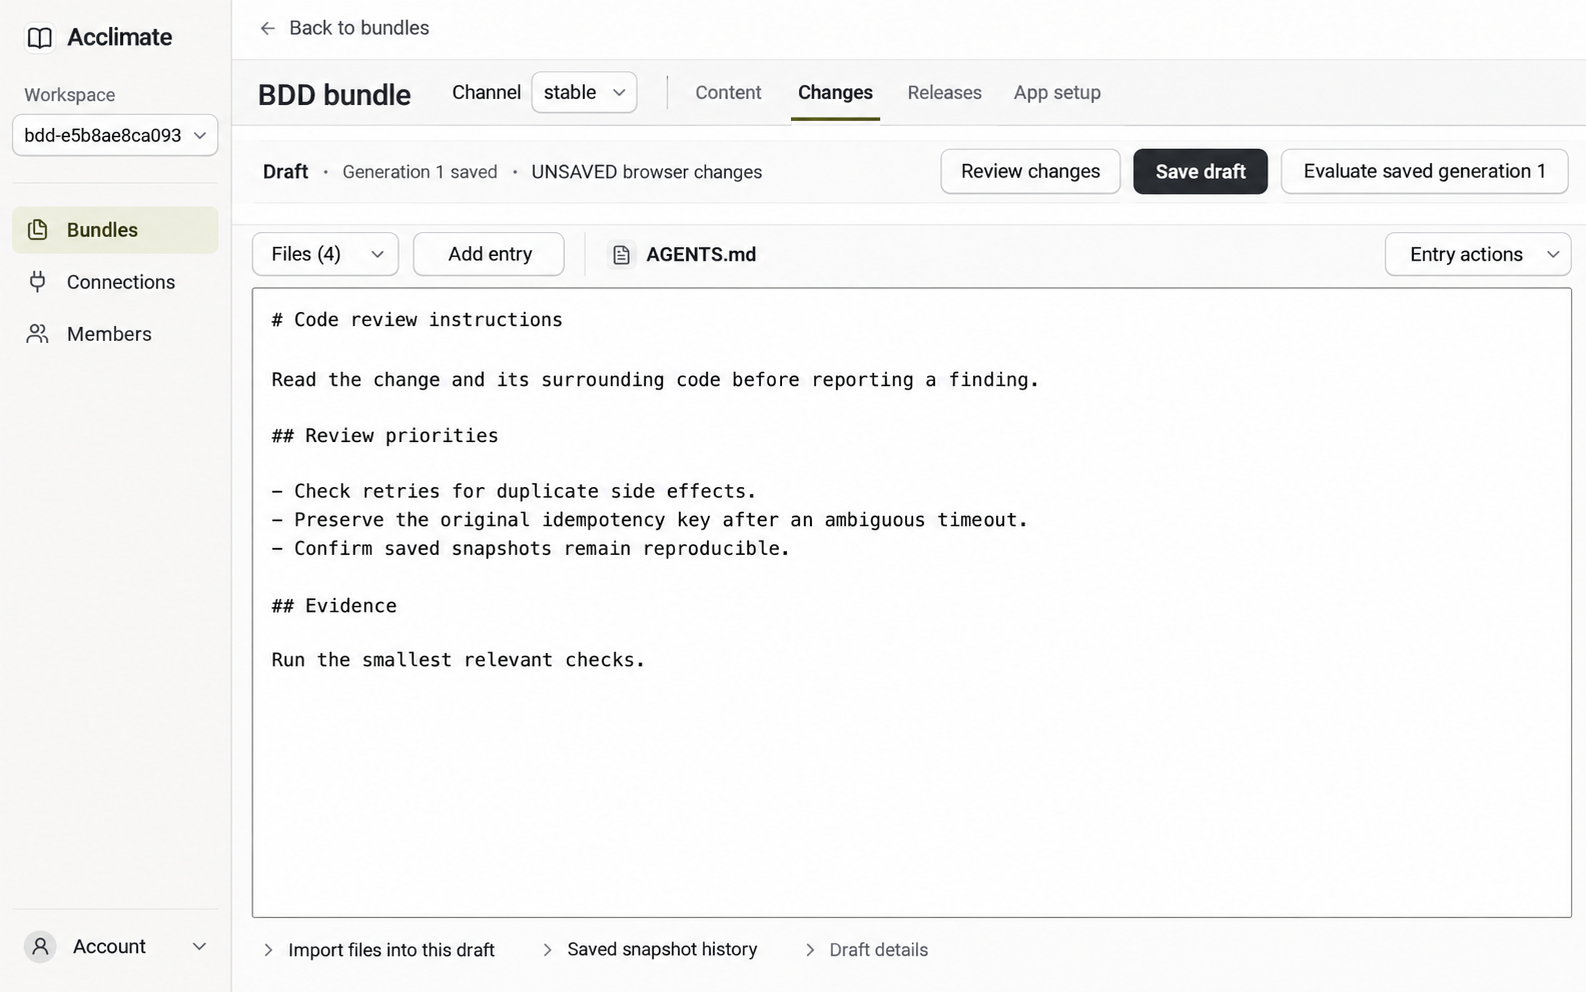 Acclimate
Workspace
bdd-e5b8ae8ca093
Bundles
Connections
Members
Account
Back to bundles
BDD bundle
Channel
stable
Content
Changes
Releases
App setup
Draft · Generation 1 saved · UNSAVED browser changes
Review changes
Save draft
Evaluate saved generation 1
Files (4)
Add entry
AGENTS.md
Entry actions
# Code review instructions
Read the change and its surrounding code before reporting a finding.
## Review priorities
- Check retries for duplicate side effects.
- Preserve the original idempotency key after an ambiguous timeout.
- Confirm saved snapshots remain reproducible.
## Evidence
Run the smallest relevant checks.
Import files into this draft
Saved snapshot history
Draft details